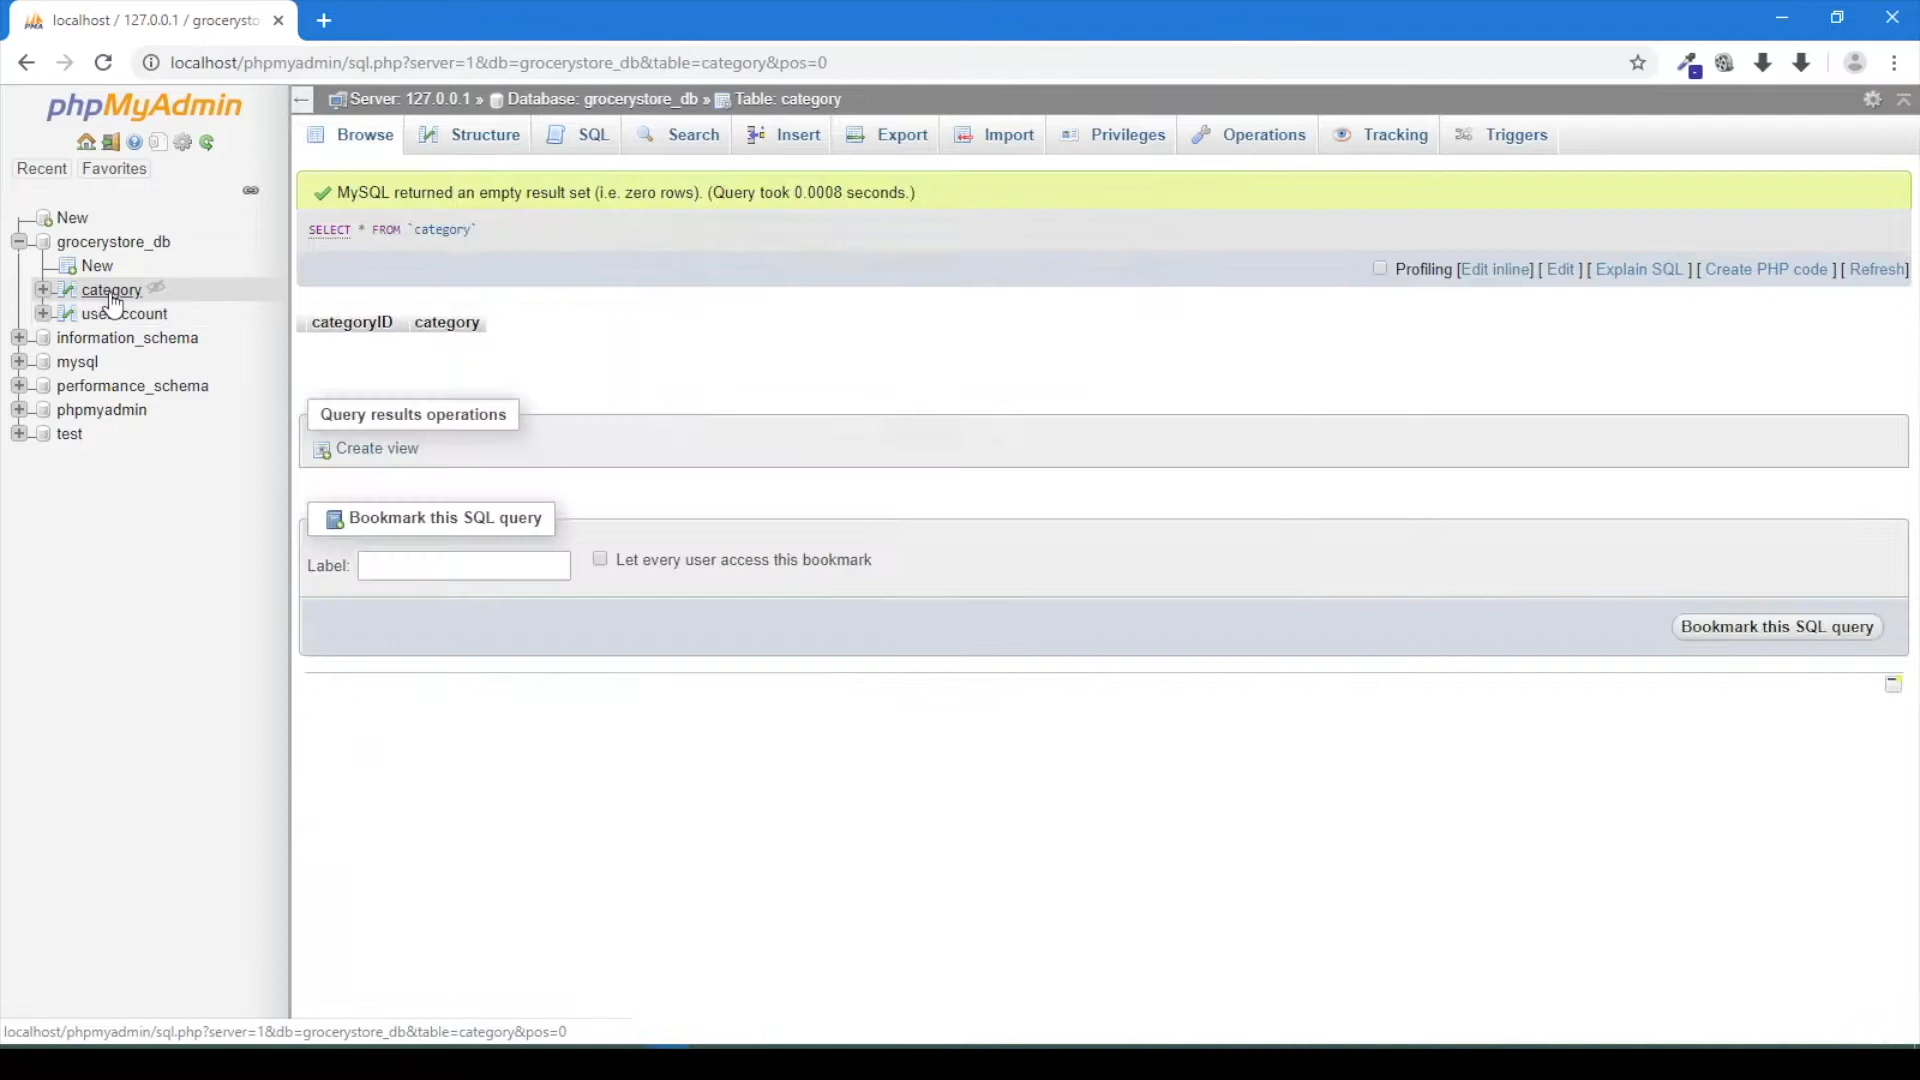 localhost / 127.0.0.1 / grocerysto
localhost/phpmyadmin/sql.php?server=1&db=grocerystore_db&table=category&pos=0
phpMyAdmin
Recent Favorites
New
grocerystore_db
New
category
information_schema
mysql
performance_schema
phpmyadmin
test
Server: 127.0.0.1 » Database: grocerystore_db » Table: category
Browse Structure SQL Search Insert Export Import Privileges Operations Tracking Triggers
MySQL returned an empty result set (i.e. zero rows). (Query took 0.0008 seconds.)
SELECT * FROM `category`
Profiling [Edit inline] [ Edit ] [ Explain SQL ] [ Create PHP code ] [ Refresh]
categoryID category
Query results operations
Create view
Bookmark this SQL query
Label:
Let every user access this bookmark
Bookmark this SQL query
localhost/phpmyadmin/sql.php?server=1&db=grocerystore_db&table=category&pos=0